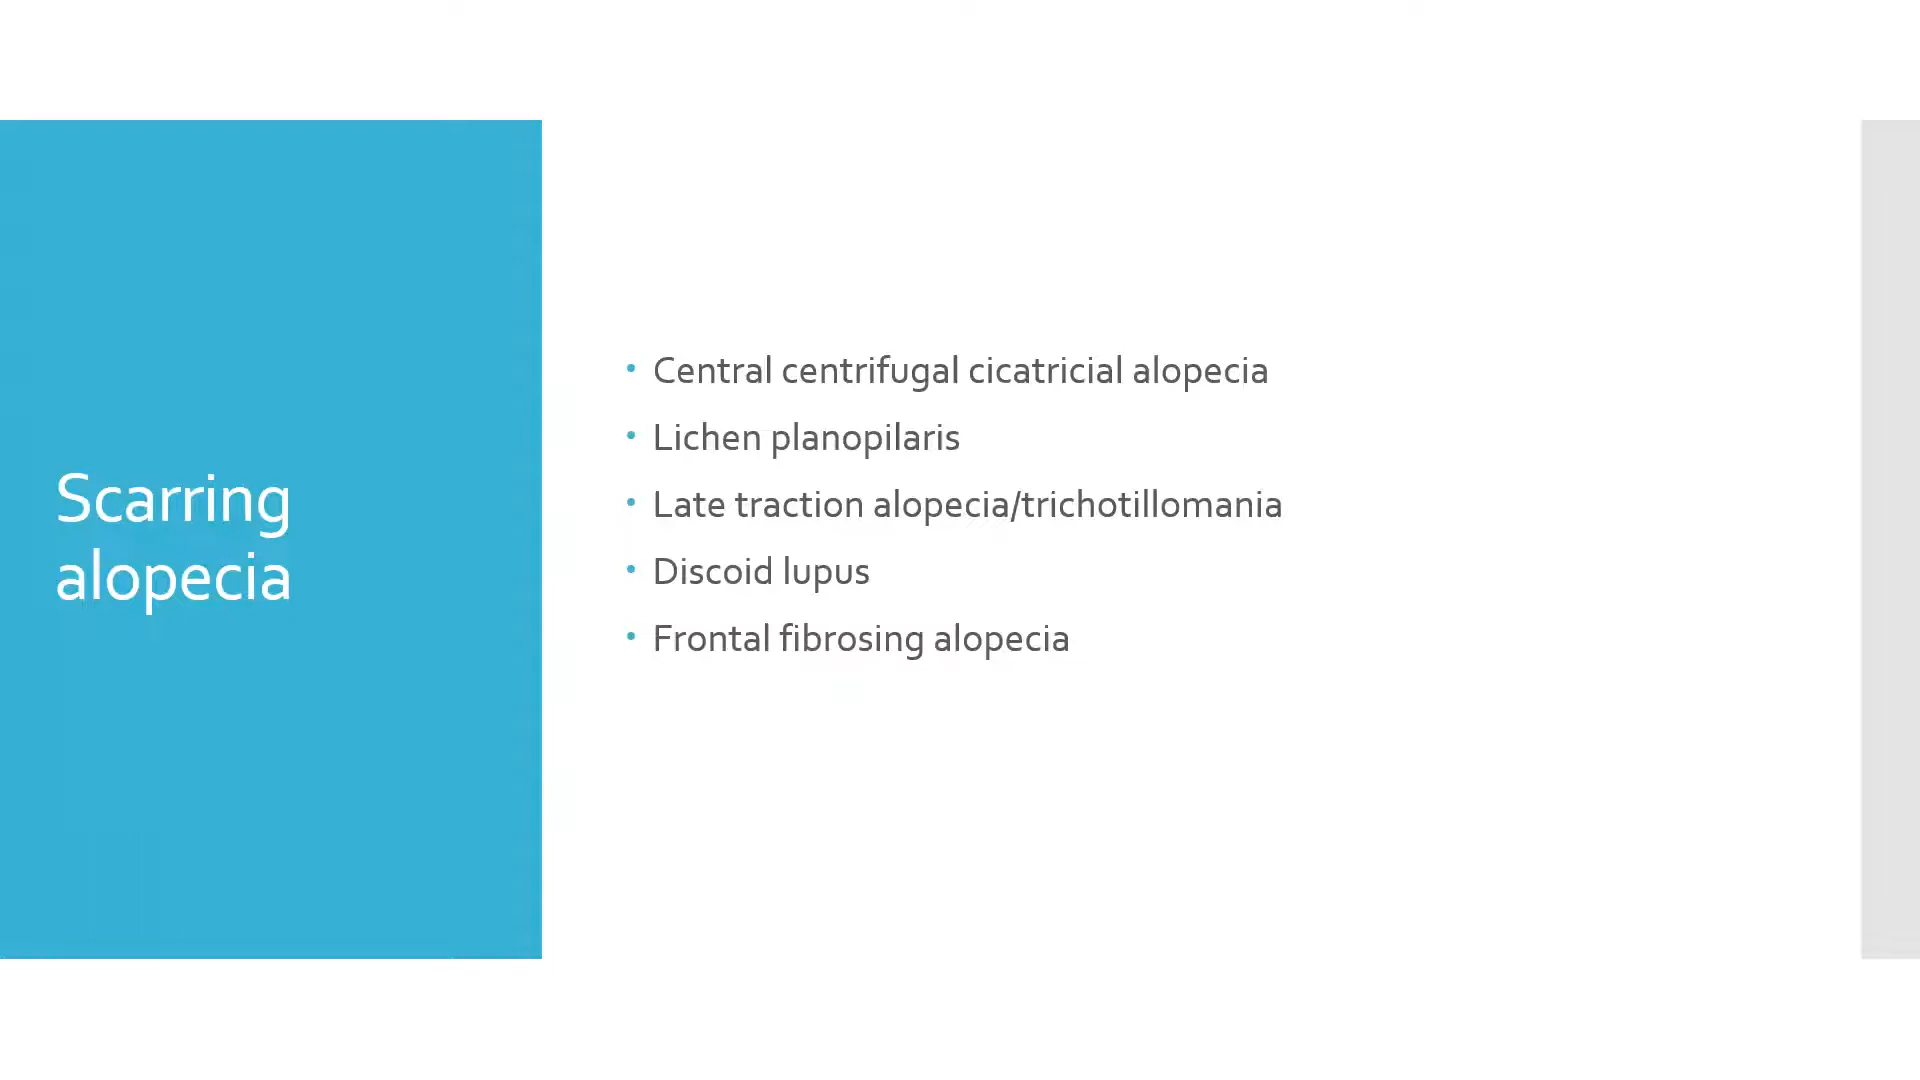 Scarring
alopecia
• Central centrifugal cicatricial alopecia
• Lichen planopilaris
• Late traction alopecia/trichotillomania
• Discoid lupus
• Frontal fibrosing alopecia